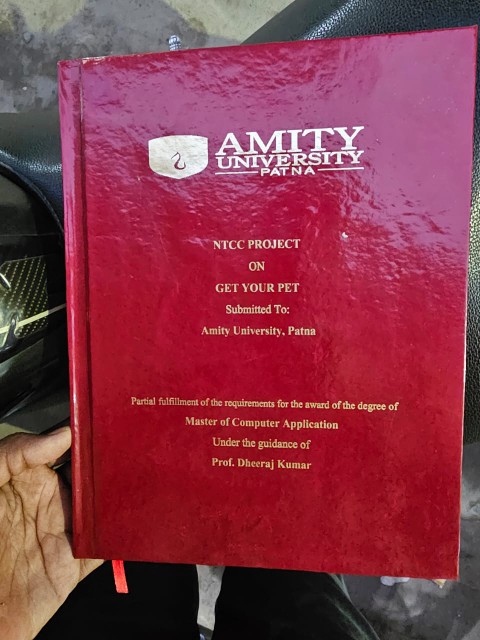 AMITY
UNIVERSITY
PATNA
NTCC PROJECT
ON
GET YOUR PET
Submitted To:
Amity University, Patna
Partial fulfillment of the requirements for the award of the degree of
Master of Computer Application
Under the guidance of
Prof. Dheeraj Kumar